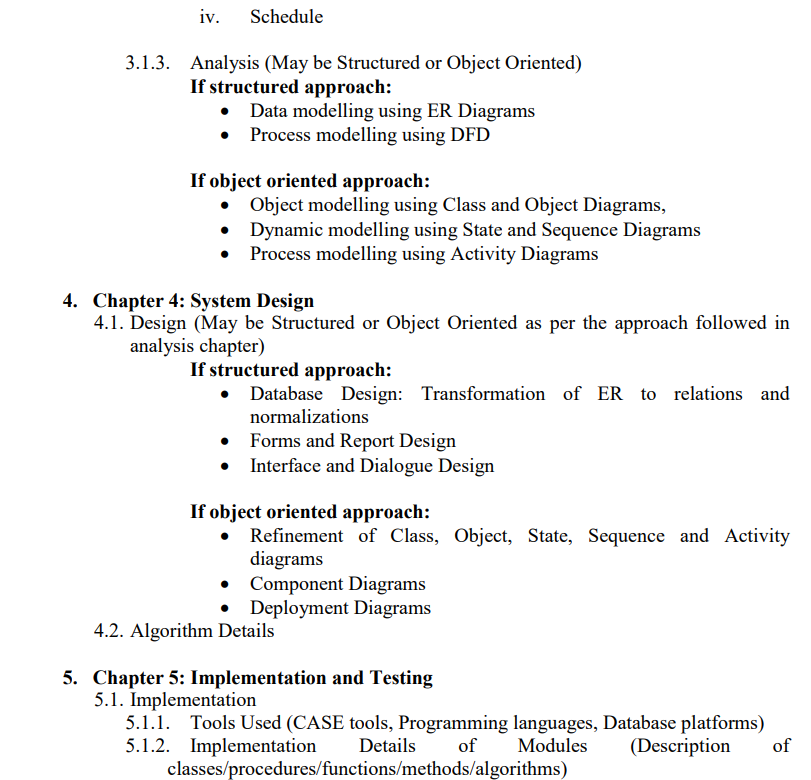 iv. Schedule
3.1.3. Analysis (May be Structured or Object Oriented)
If structured approach:
• Data modelling using ER Diagrams
• Process modelling using DFD
If object oriented approach:
• Object modelling using Class and Object Diagrams,
• Dynamic modelling using State and Sequence Diagrams
• Process modelling using Activity Diagrams
4. Chapter 4: System Design
4.1. Design (May be Structured or Object Oriented as per the approach followed in
analysis chapter)
If structured approach:
• Database Design: Transformation of ER to relations and
normalizations
• Forms and Report Design
• Interface and Dialogue Design
If object oriented approach:
• Refinement of Class, Object, State, Sequence and Activity
diagrams
• Component Diagrams
• Deployment Diagrams
4.2. Algorithm Details
5. Chapter 5: Implementation and Testing
5.1. Implementation
5.1.1. Tools Used (CASE tools, Programming languages, Database platforms)
5.1.2. Implementation Details of Modules (Description of
classes/procedures/functions/methods/algorithms)